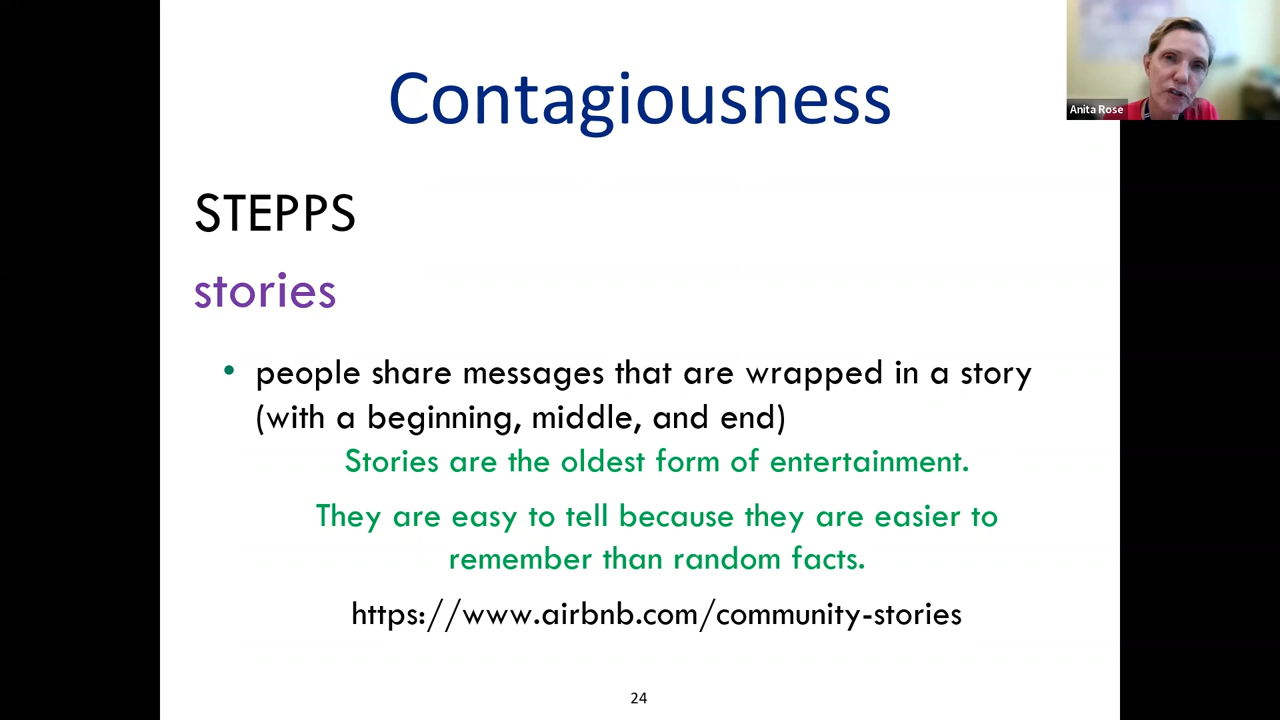 Contagiousness
Anita Rose
STEPPS
stories
• people share messages that are wrapped in a story
(with a beginning, middle, and end)
Stories are the oldest form of entertainment.
They are easy to tell because they are easier to
remember than random facts.
https://www.airbnb.com/community-stories
24